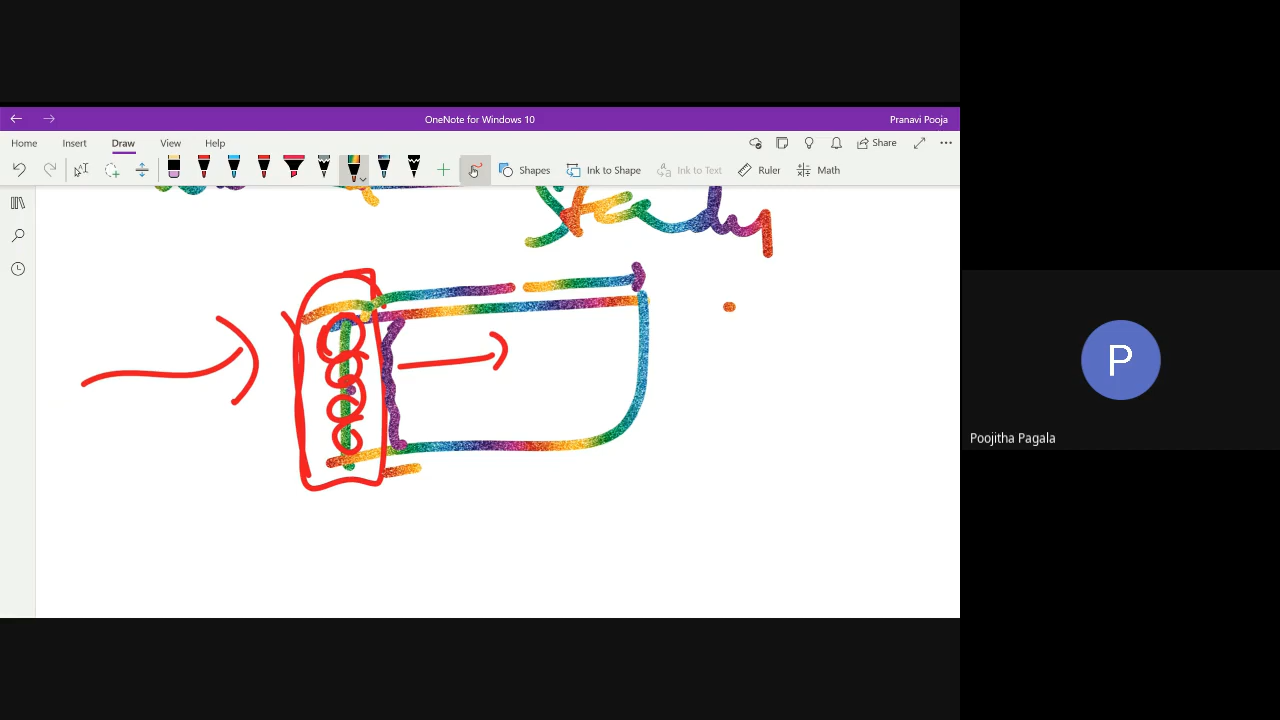 OneNote for Windows 10
Pranavi Pooja
Home Insert Draw View Help
Share
Shapes Ink to Shape Ink to Text Ruler Math
P
Poojitha Pagala